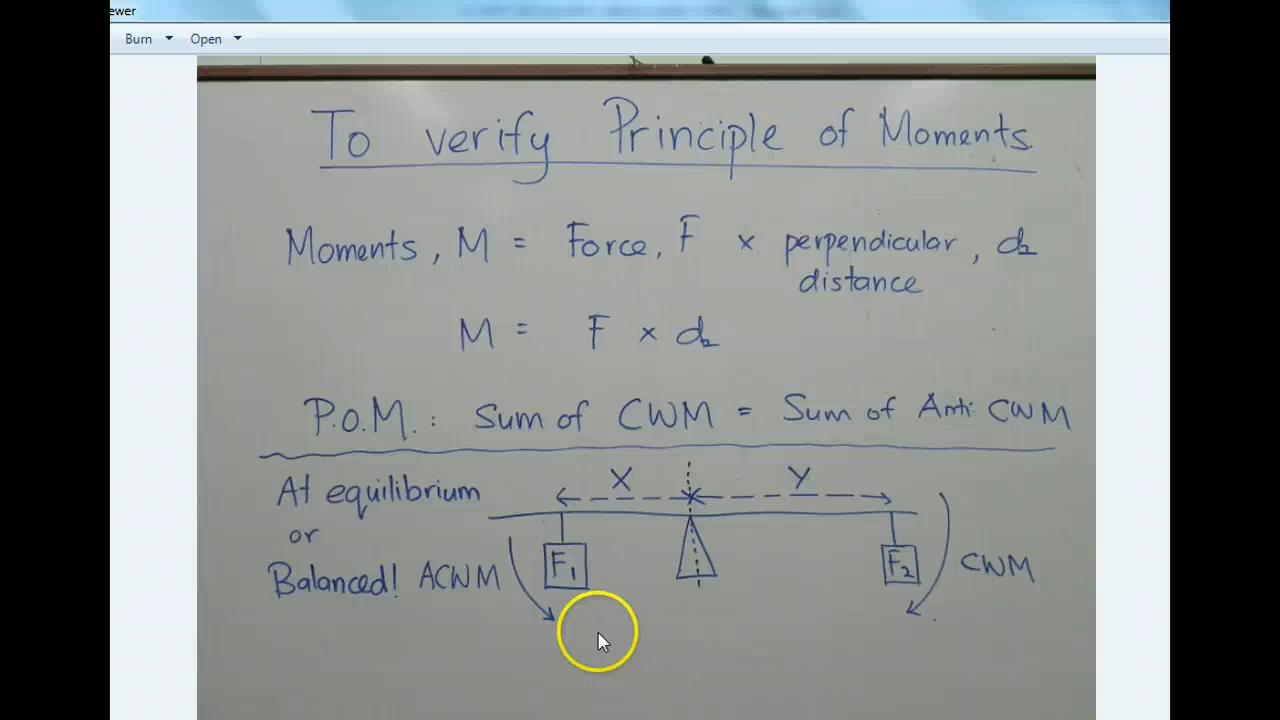 ewer
Burn Open
To verify Principle of Moments
Moments, M = Force, F × perpendicular, d
distance
M = F × d
P.O.M. : Sum of CWM = Sum of Anti CWM
At equilibrium
X Y
or
Balanced! ACWM F1 F2 CWM